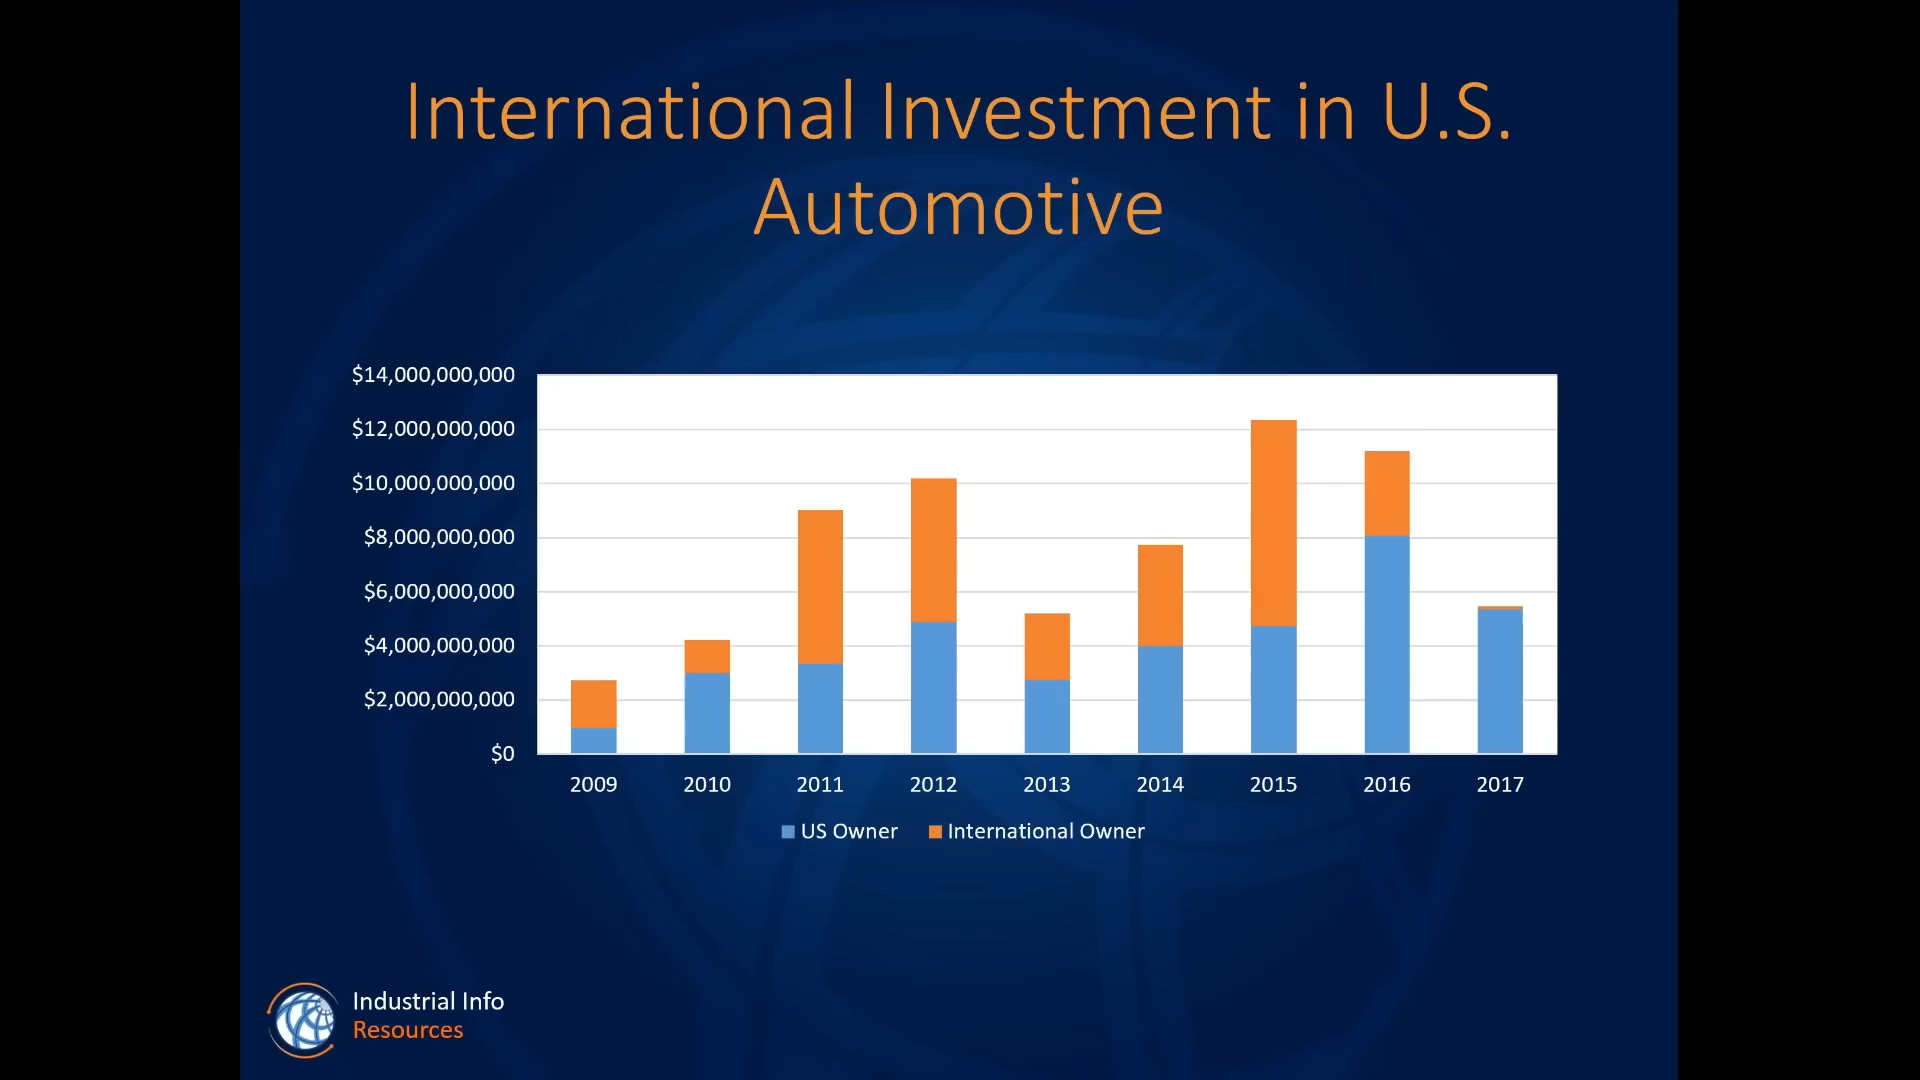 International Investment in U.S.
Automotive
$14,000,000,000
$12,000,000,000
$10,000,000,000
$8,000,000,000
$6,000,000,000
$4,000,000,000
$2,000,000,000
$0
2009 2010 2011 2012 2013 2014 2015 2016 2017
US Owner International Owner
Industrial Info
Resources